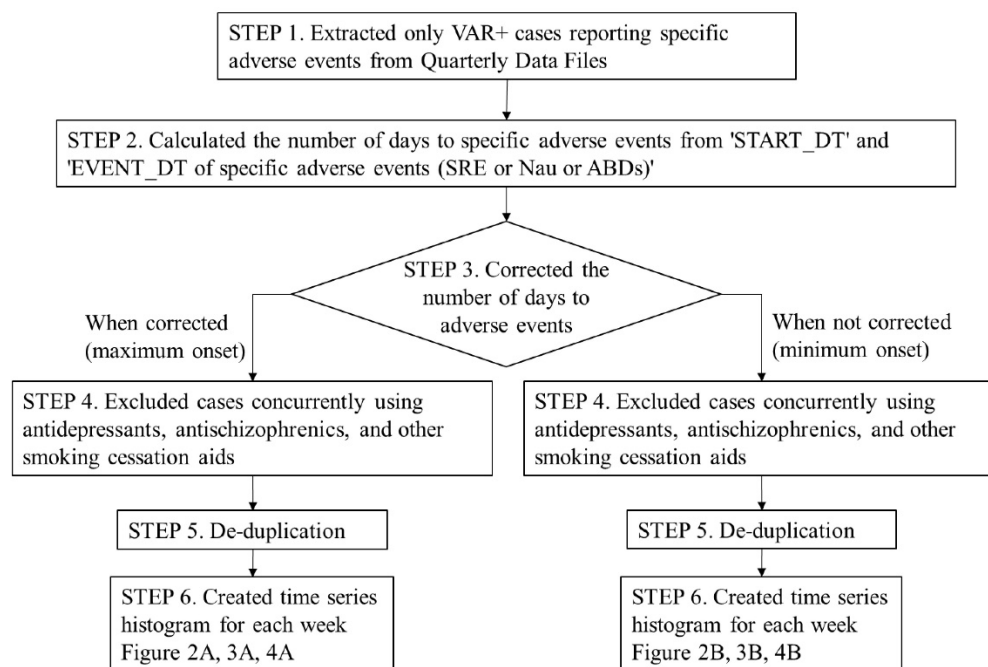 STEP 1. Extracted only VAR+ cases reporting specific
adverse events from Quarterly Data Files
STEP 2. Calculated the number of days to specific adverse events from 'START_DT' and
'EVENT_DT of specific adverse events (SRE or Nau or ABDs)'
STEP 3. Corrected the
number of days to
adverse events
When corrected
(maximum onset)
When not corrected
(minimum onset)
STEP 4. Excluded cases concurrently using
antidepressants, antischizophrenics, and other
smoking cessation aids
STEP 4. Excluded cases concurrently using
antidepressants, antischizophrenics, and other
smoking cessation aids
STEP 5. De-duplication
STEP 5. De-duplication
STEP 6. Created time series
histogram for each week
Figure 2A, 3A, 4A
STEP 6. Created time series
histogram for each week
Figure 2B, 3B, 4B